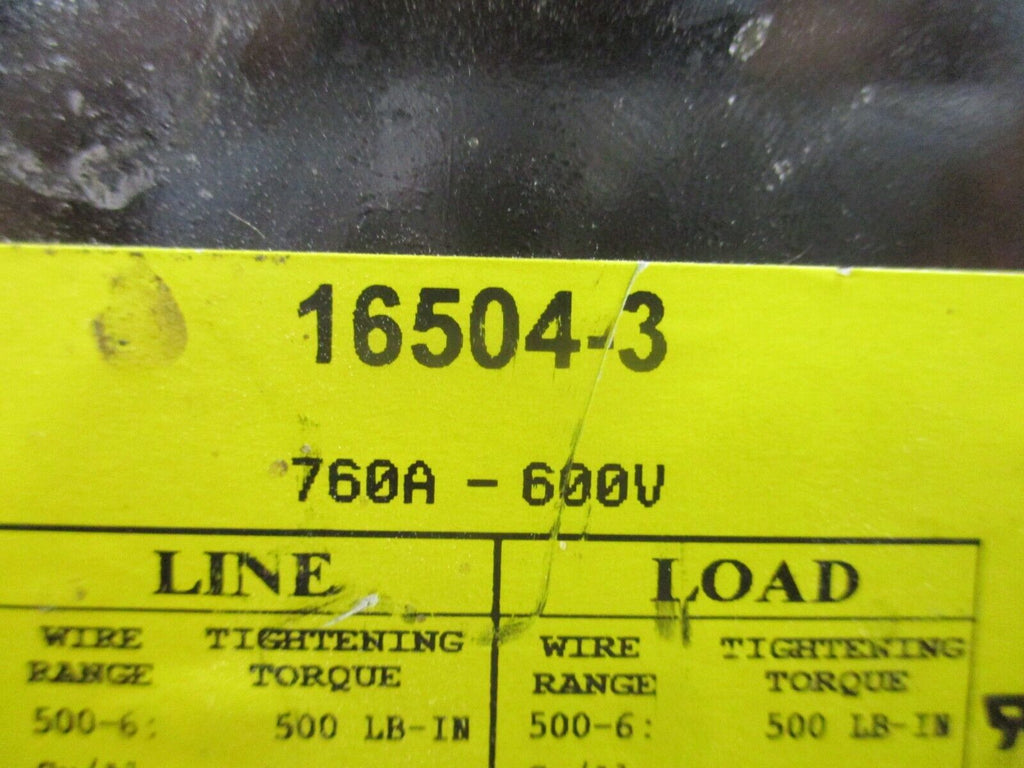 16504-3
760A - 600V
LINE LOAD
WIRE RANGE TIGHTENING TORQUE WIRE RANGE TIGHTENING TORQUE
500-6: 500 LB-IN 500-6: 500 LB-IN